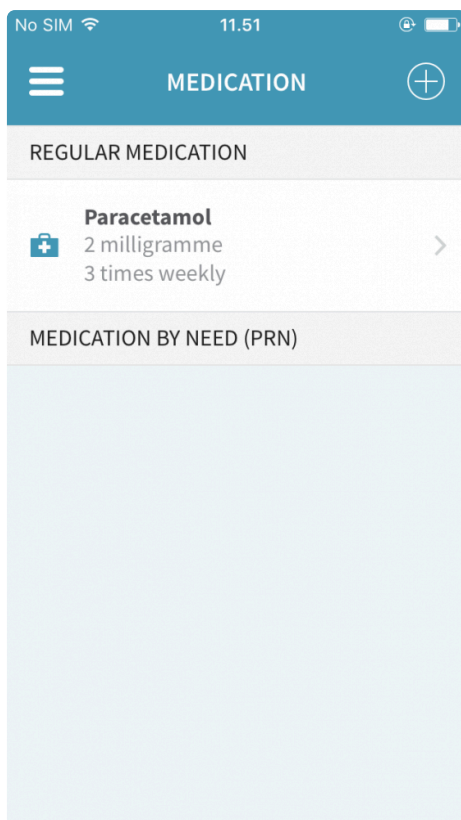 No SIM 11.51
MEDICATION
REGULAR MEDICATION
Paracetamol
2 milligramme
3 times weekly
MEDICATION BY NEED (PRN)